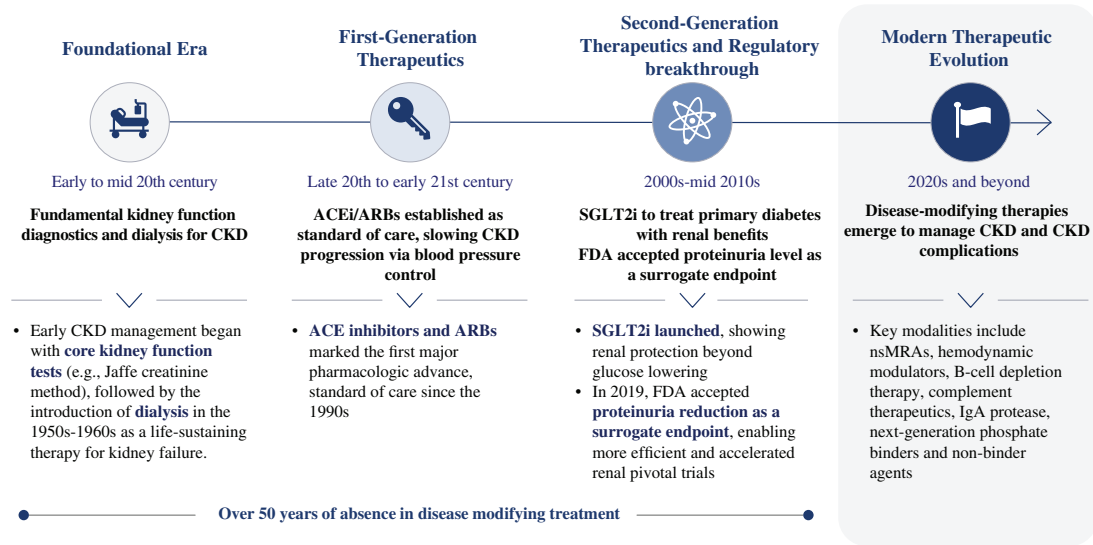 Foundational Era
Early to mid 20th century
Fundamental kidney function
diagnostics and dialysis for CKD
• Early CKD management began
with core kidney function
tests (e.g., Jaffe creatinine
method), followed by the
introduction of dialysis in the
1950s-1960s as a life-sustaining
therapy for kidney failure.
First-Generation
Therapeutics
Late 20th to early 21st century
ACEi/ARBs established as
standard of care, slowing CKD
progression via blood pressure
control
• ACE inhibitors and ARBs
marked the first major
pharmacologic advance,
standard of care since the
1990s
Second-Generation
Therapeutics and Regulatory
breakthrough
2000s-mid 2010s
SGLT2i to treat primary diabetes
with renal benefits
FDA accepted proteinuria level as
a surrogate endpoint
• SGLT2i launched, showing
renal protection beyond
glucose lowering
• In 2019, FDA accepted
proteinuria reduction as a
surrogate endpoint, enabling
more efficient and accelerated
renal pivotal trials
Modern Therapeutic
Evolution
2020s and beyond
Disease-modifying therapies
emerge to manage CKD and CKD
complications
• Key modalities include
nsMRAs, hemodynamic
modulators, B-cell depletion
therapy, complement
therapeutics, IgA protease,
next-generation phosphate
binders and non-binder
agents
Over 50 years of absence in disease modifying treatment